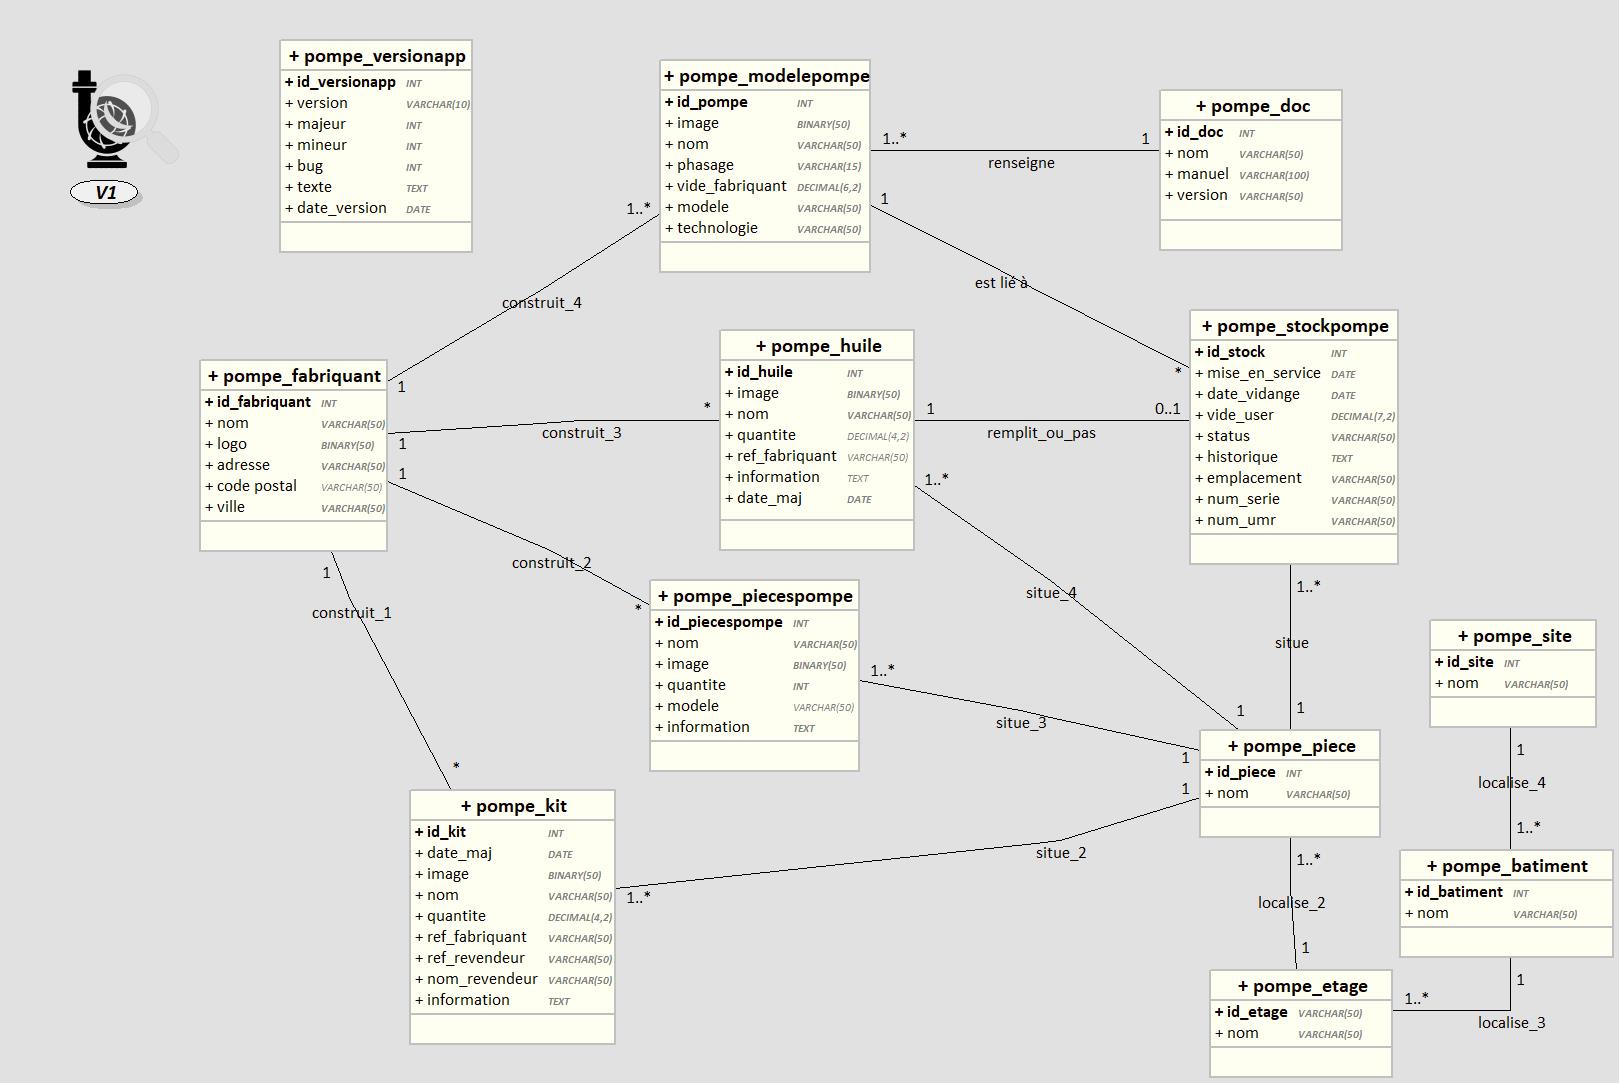 V1
+ pompe_versionapp
+ id_versionapp INT
+ version VARCHAR(10)
+ majeur INT
+ mineur INT
+ bug INT
+ texte TEXT
+ date_version DATE
+ pompe_modelepompe
+ id_pompe INT
+ image BINARY(50)
+ nom VARCHAR(50)
+ phasage VARCHAR(15)
+ vide_fabriquant DECIMAL(6,2)
+ modele VARCHAR(50)
+ technologie VARCHAR(50)
1..* 1
renseigne
+ pompe_doc
+ id_doc INT
+ nom VARCHAR(50)
+ manuel VARCHAR(100)
+ version VARCHAR(50)
1..*
construit_4
1
1
est lié à
*
+ pompe_fabriquant
+ id_fabriquant INT
+ nom VARCHAR(50)
+ logo BINARY(50)
+ adresse VARCHAR(50)
+ code postal VARCHAR(50)
+ ville VARCHAR(50)
1 *
construit_3
+ pompe_huile
+ id_huile INT
+ image BINARY(50)
+ nom VARCHAR(50)
+ quantite DECIMAL(4,2)
+ ref_fabriquant VARCHAR(50)
+ information TEXT
+ date_maj DATE
1 0..1
remplit_ou_pas
+ pompe_stockpompe
+ id_stock INT
+ mise_en_service DATE
+ date_vidange DATE
+ vide_user DECIMAL(7,2)
+ status VARCHAR(50)
+ historique TEXT
+ emplacement VARCHAR(50)
+ num_serie VARCHAR(50)
+ num_umr VARCHAR(50)
1
construit_2
*
1..*
situe_4
1
1..*
situe
1
1
construit_1
*
+ pompe_piecespompe
+ id_piecespompe INT
+ nom VARCHAR(50)
+ image BINARY(50)
+ quantite INT
+ modele VARCHAR(50)
+ information TEXT
1..*
situe_3
1
+ pompe_site
+ id_site INT
+ nom VARCHAR(50)
1
localise_4
1..*
+ pompe_piece
+ id_piece INT
+ nom VARCHAR(50)
+ pompe_kit
+ id_kit INT
+ date_maj DATE
+ image BINARY(50)
+ nom VARCHAR(50)
+ quantite DECIMAL(4,2)
+ ref_fabriquant VARCHAR(50)
+ ref_revendeur VARCHAR(50)
+ nom_revendeur VARCHAR(50)
+ information TEXT
1
situe_2
1..*
1..*
localise_2
1
+ pompe_batiment
+ id_batiment INT
+ nom VARCHAR(50)
1
1..*
localise_3
+ pompe_etage
+ id_etage VARCHAR(50)
+ nom VARCHAR(50)